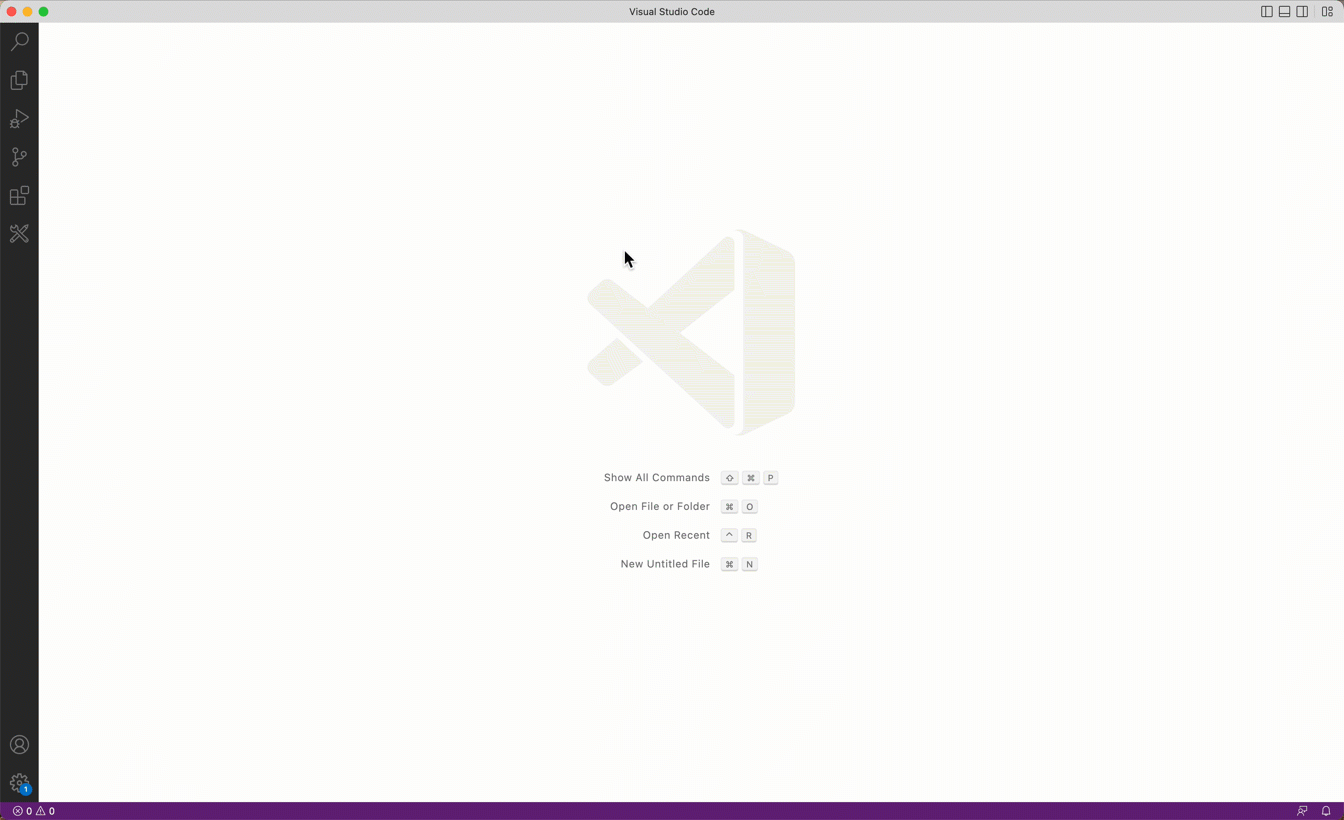 Visual Studio Code
Show All Commands ⇧ ⌘ P
Open File or Folder ⌘ O
Open Recent ^ R
New Untitled File ⌘ N
1
0 0